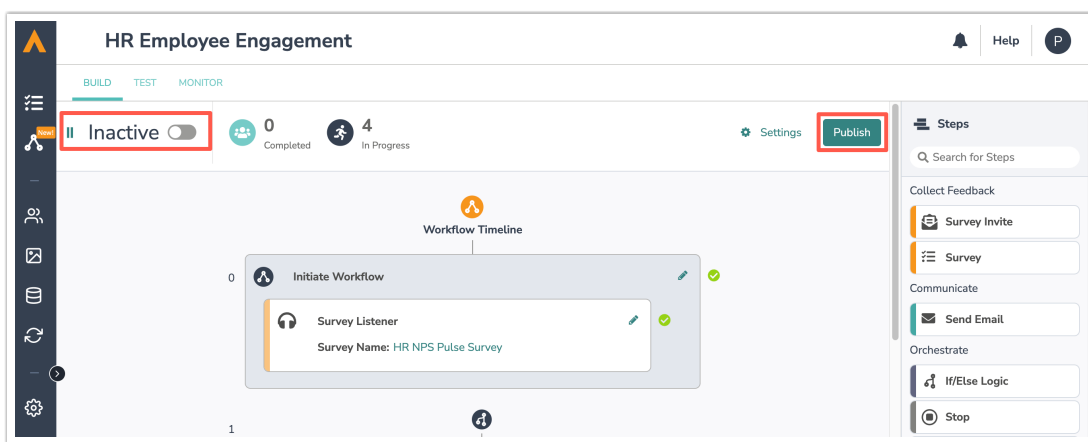 HR Employee Engagement
Help
P
BUILD TEST MONITOR
New!
Inactive
0
Completed
4
In Progress
Settings
Publish
Steps
Search for Steps
Collect Feedback
Survey Invite
Survey
Communicate
Send Email
Orchestrate
If/Else Logic
Stop
Workflow Timeline
0
Initiate Workflow
Survey Listener
Survey Name: HR NPS Pulse Survey
1